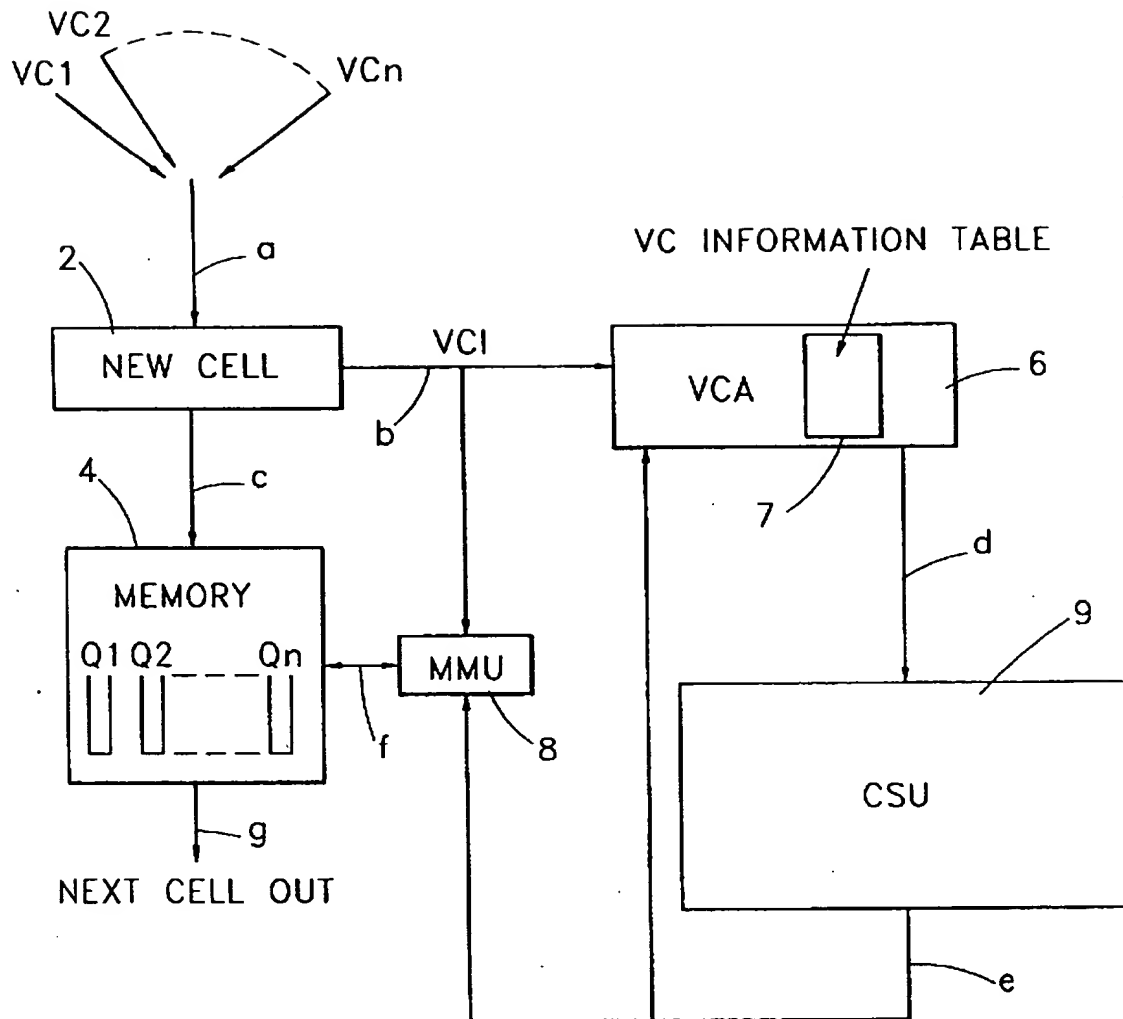 VC2
VC1
VCn
a
VC INFORMATION TABLE
2
NEW CELL
VCI
b
VCA
6
7
c
4
d
MEMORY
Q1 Q2 Qn
MMU
9
f
8
CSU
g
NEXT CELL OUT
e